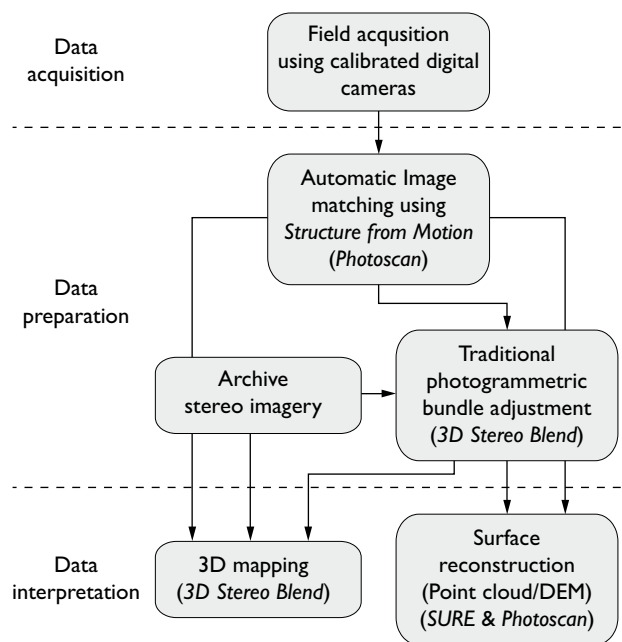 Data
acquisition
Field acqusition
using calibrated digital
cameras
Automatic Image
matching using
Structure from Motion
(Photoscan)
Data
preparation
Archive
stereo imagery
Traditional
photogrammetric
bundle adjustment
(3D Stereo Blend)
Data
interpretation
3D mapping
(3D Stereo Blend)
Surface
reconstruction
(Point cloud/DEM)
(SURE & Photoscan)